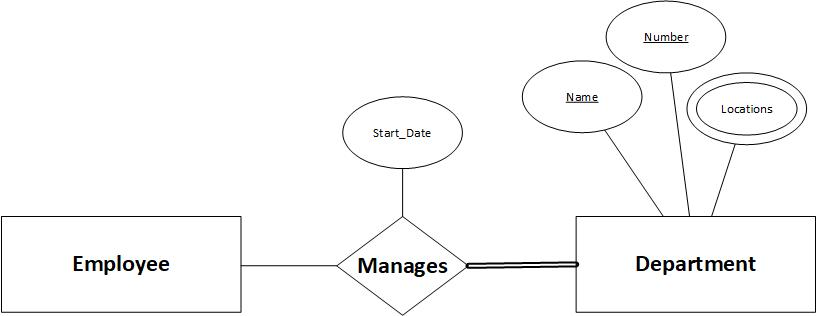 Number
Name
Locations
Start_Date
Employee
Manages
Department